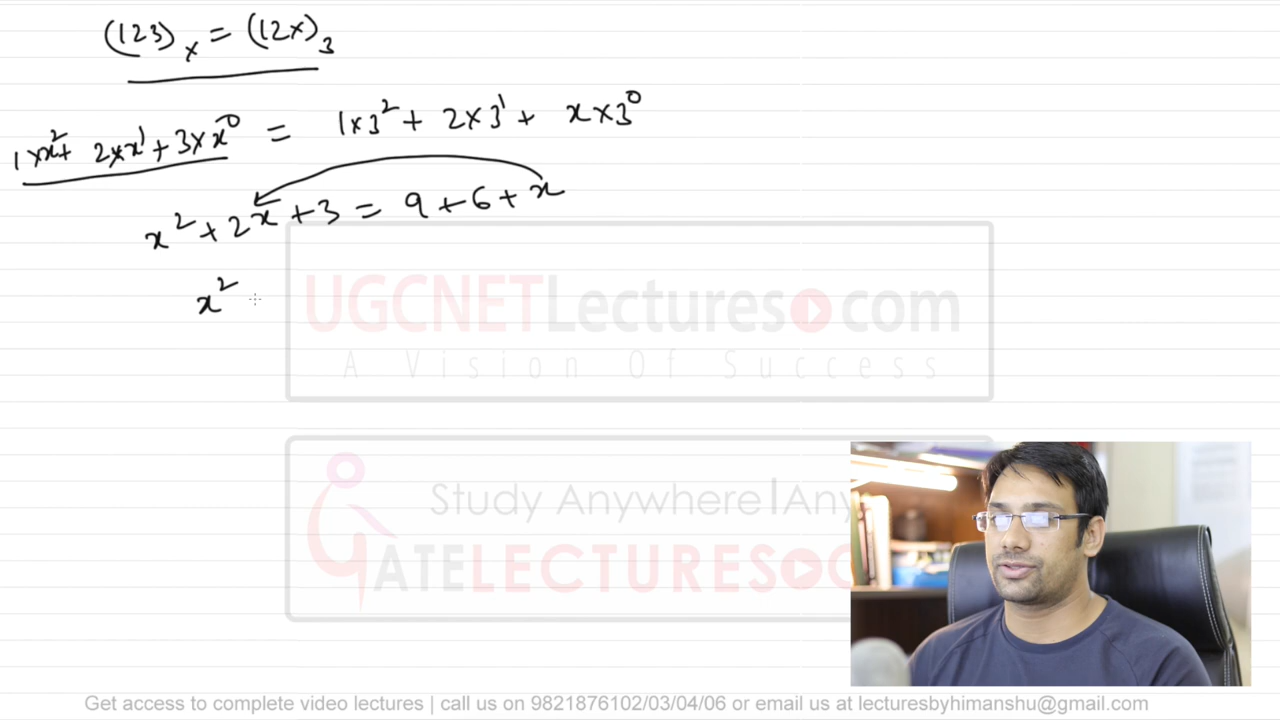 (123)ₓ = (12x)₃
1×x²+ 2×x¹+3×x⁰ = 1×3²+ 2×3¹+ x×3⁰
x²+2x+3 = 9+6+x
x²
UGCNETLectures.com
A Vision Of Success
Study Anywhere|Any
GATELECTURES
Get access to complete video lectures | call us on 9821876102/03/04/06 or email us at lecturesbyhimanshu@gmail.com